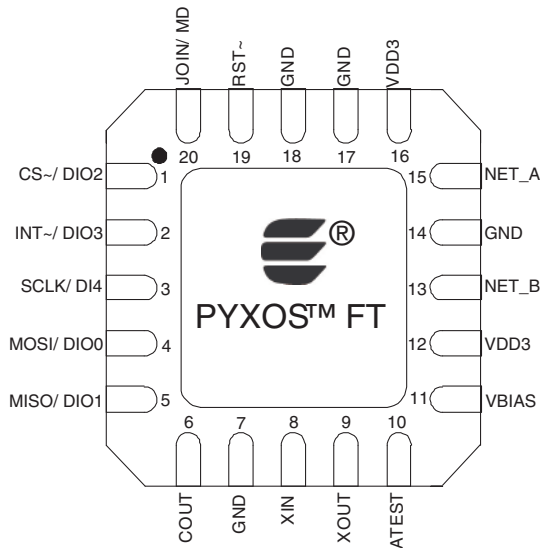 JOIN/ MD
RST~
GND
GND
VDD3
20
19
18
17
16
CS~/ DIO2
1
15
NET_A
INT~/ DIO3
2
14
GND
SCLK/ DI4
3
13
NET_B
MOSI/ DIO0
4
12
VDD3
MISO/ DIO1
5
11
VBIAS
®
PYXOS™ FT
6
7
8
9
10
COUT
GND
XIN
XOUT
ATEST